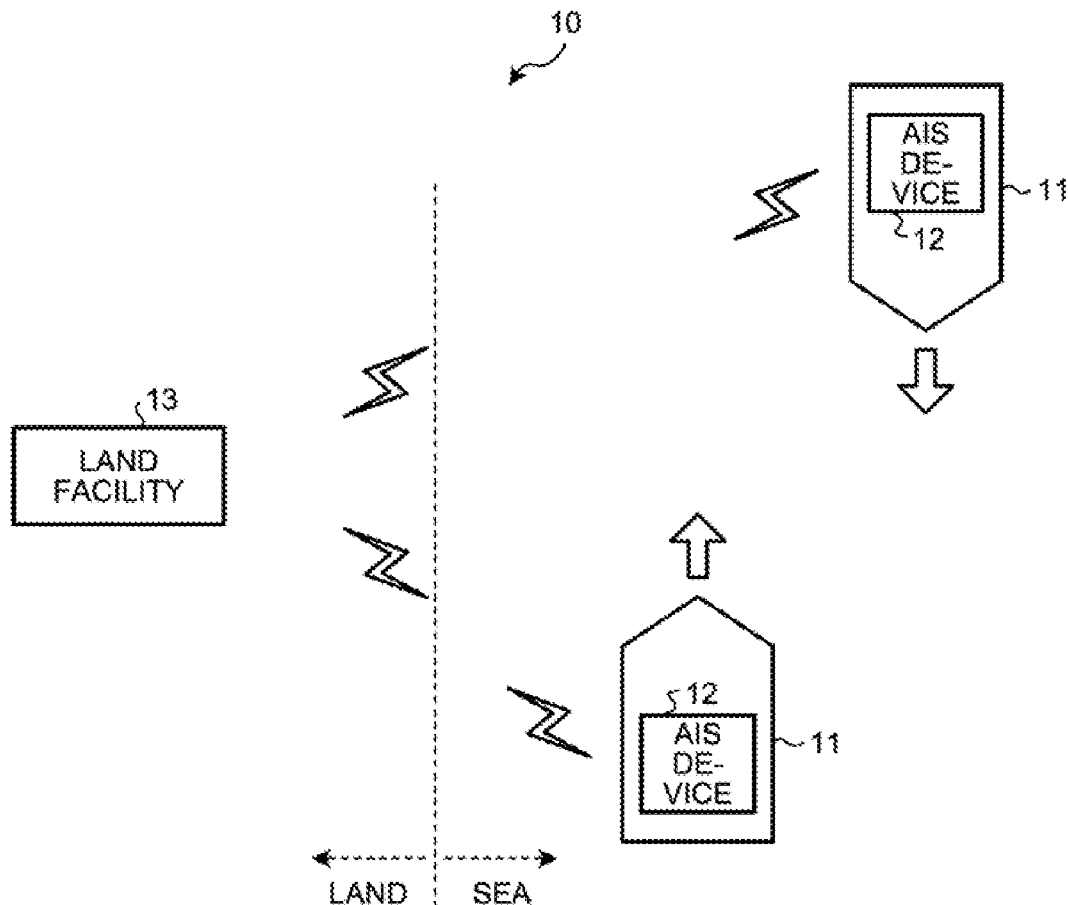 10
AIS
DE-
VICE
11
12
13
LAND
FACILITY
12
AIS
DE-
VICE
11
LAND
SEA